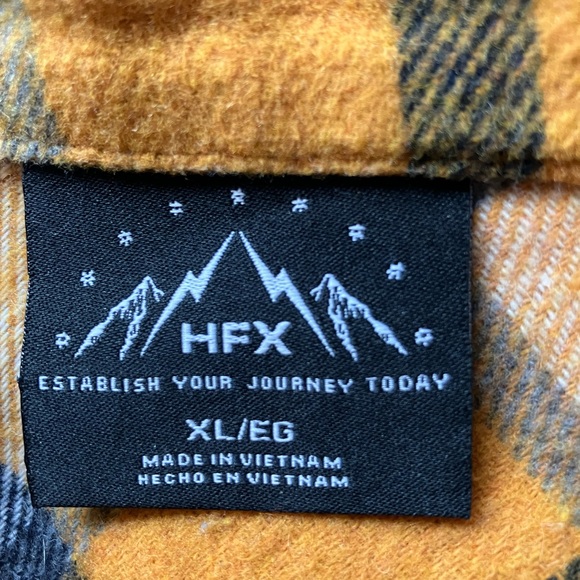 HFX
ESTABLISH YOUR JOURNEY TODAY
XL/EG
MADE IN VIETNAM
HECHO EN VIETNAM